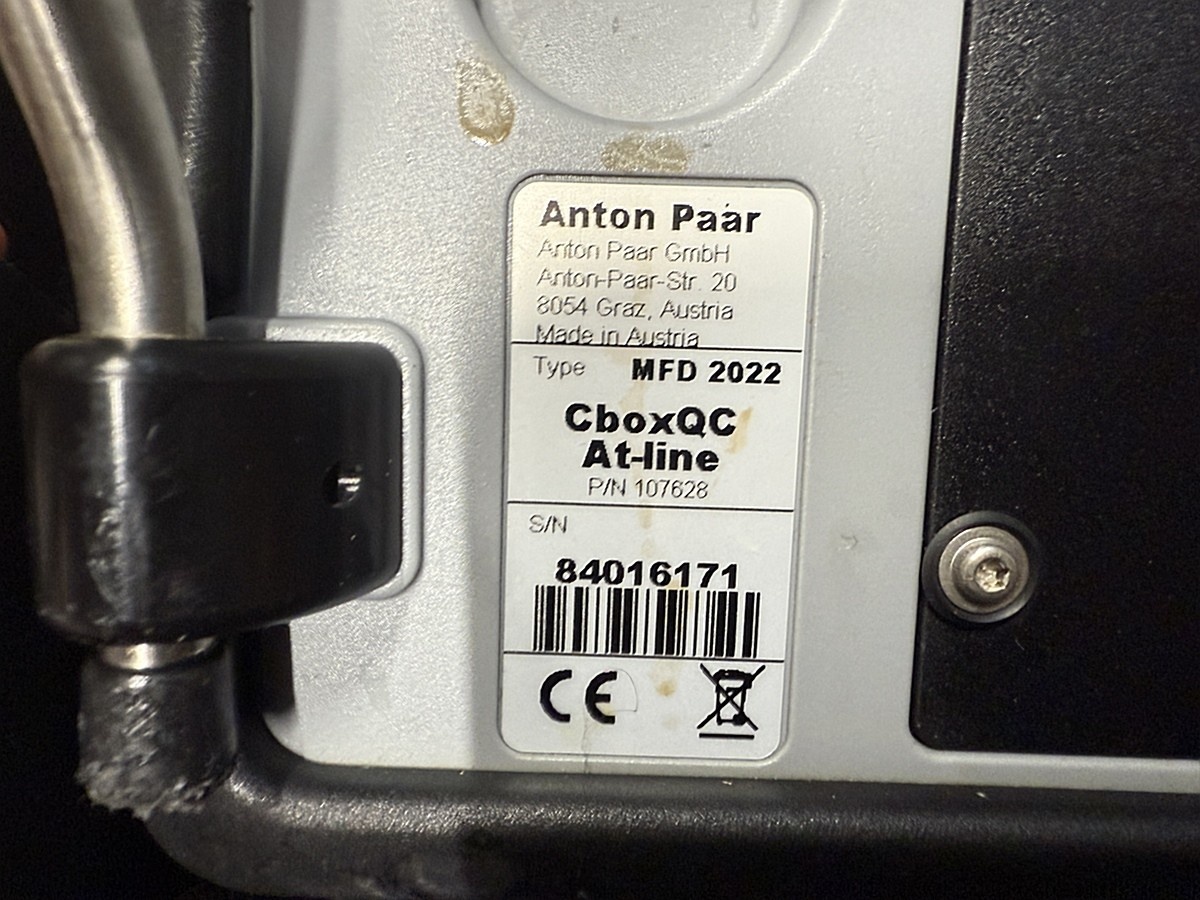 Anton Paar
Anton Paar GmbH
Anton-Paar-Str. 20
8054 Graz, Austria
Made in Austria
Type MFD 2022
CboxQC
At-line
P/N 107628
S/N
84016171
CE